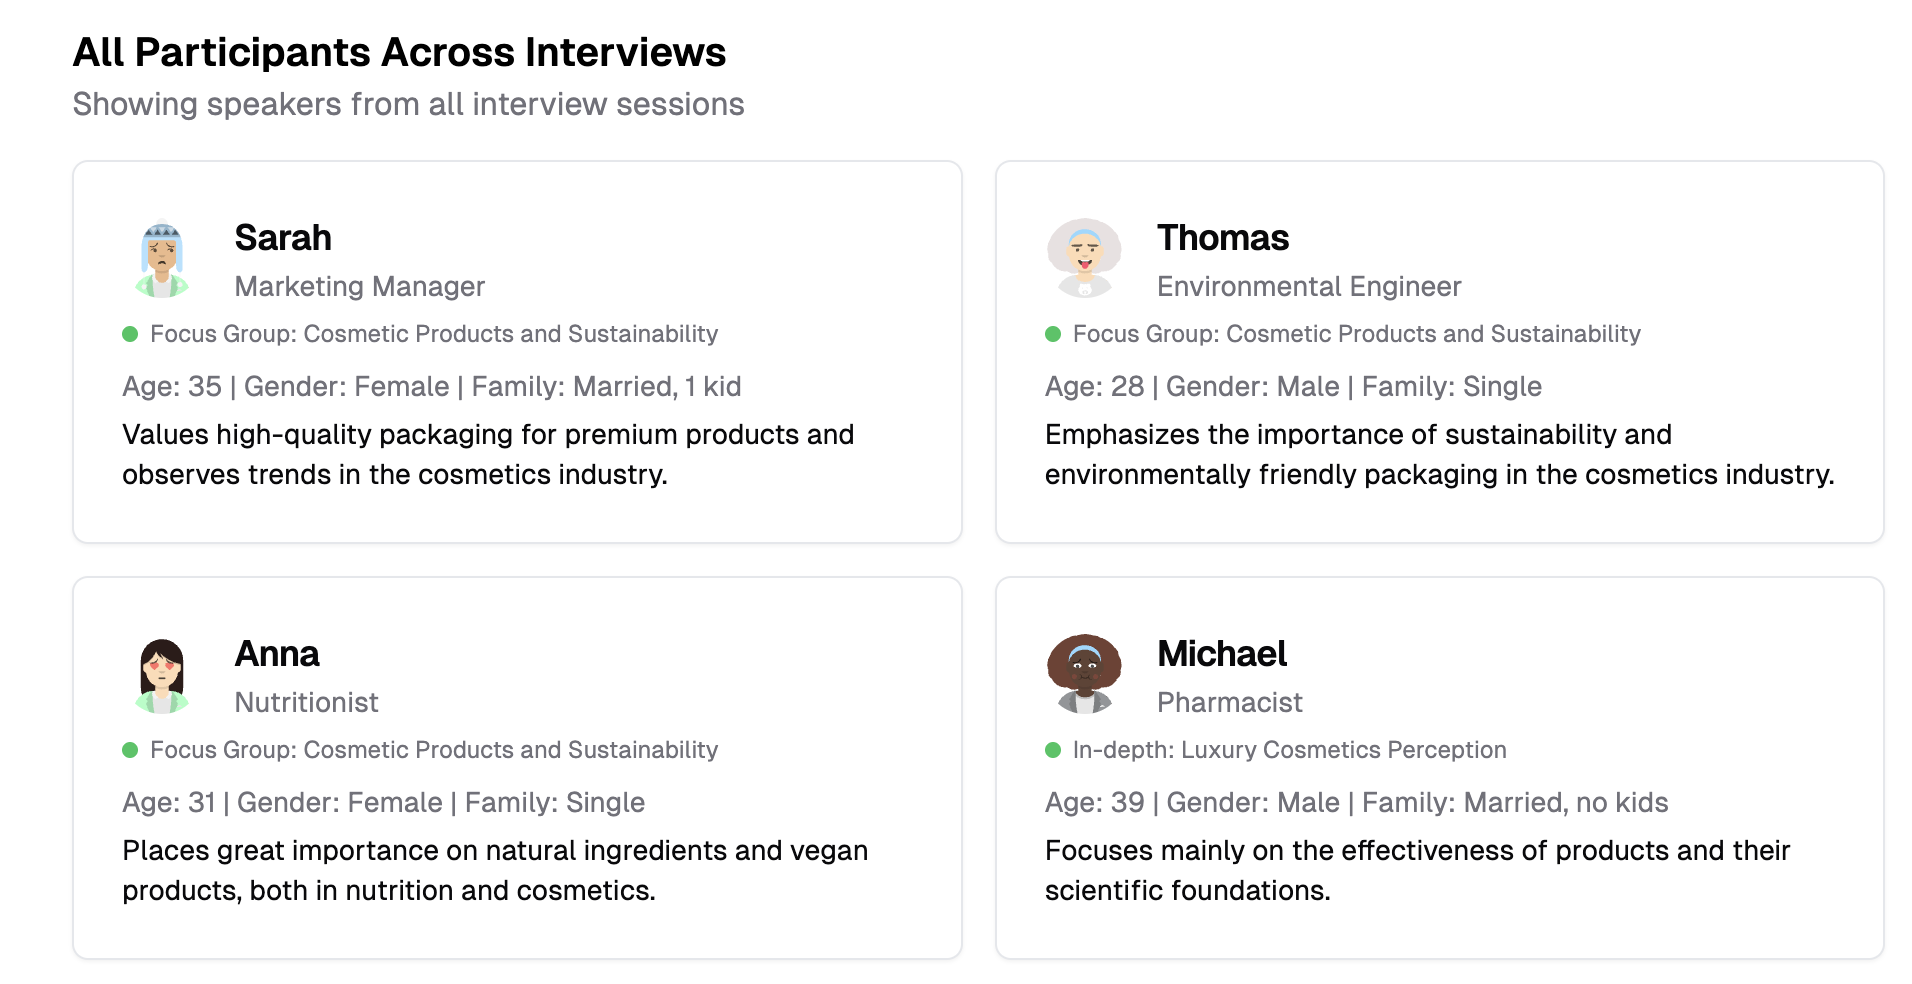 All Participants Across Interviews
Showing speakers from all interview sessions
Sarah
Marketing Manager
Focus Group: Cosmetic Products and Sustainability
Age: 35 | Gender: Female | Family: Married, 1 kid
Values high-quality packaging for premium products and
observes trends in the cosmetics industry.
Thomas
Environmental Engineer
Focus Group: Cosmetic Products and Sustainability
Age: 28 | Gender: Male | Family: Single
Emphasizes the importance of sustainability and
environmentally friendly packaging in the cosmetics industry.
Anna
Nutritionist
Focus Group: Cosmetic Products and Sustainability
Age: 31 | Gender: Female | Family: Single
Places great importance on natural ingredients and vegan
products, both in nutrition and cosmetics.
Michael
Pharmacist
In-depth: Luxury Cosmetics Perception
Age: 39 | Gender: Male | Family: Married, no kids
Focuses mainly on the effectiveness of products and their
scientific foundations.